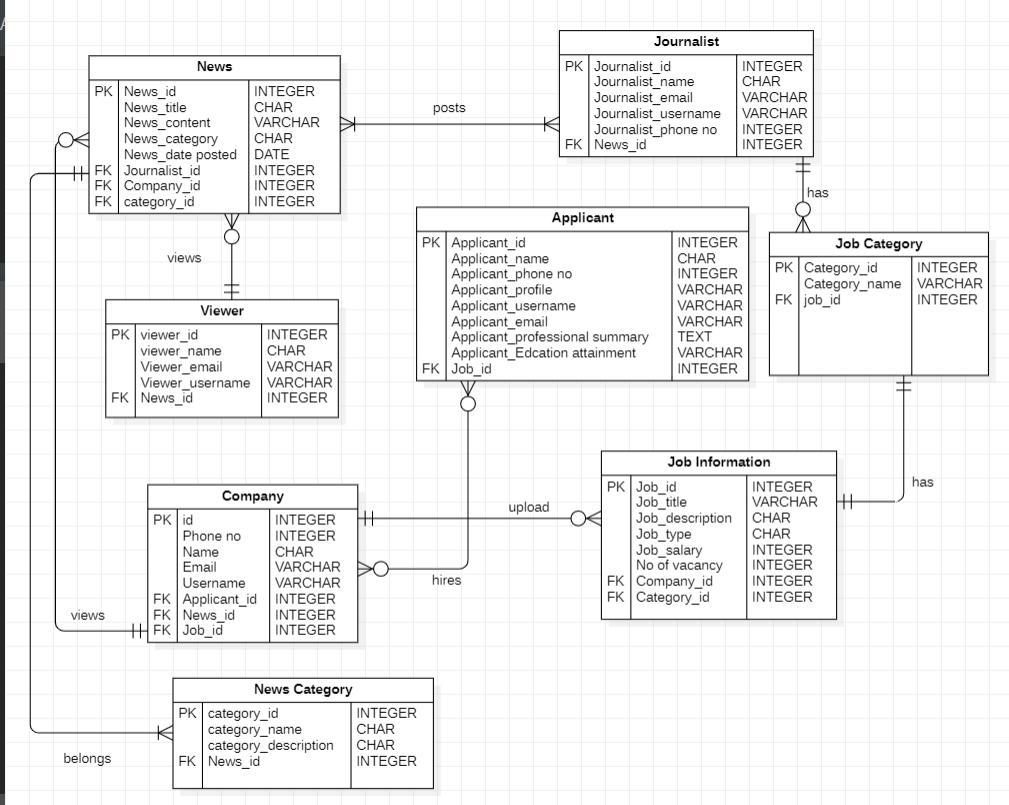 News
PK News_id INTEGER
News_title CHAR
News_content VARCHAR
News_category CHAR
News_date posted DATE
FK Journalist_id INTEGER
FK Company_id INTEGER
FK category_id INTEGER
posts
Journalist
PK Journalist_id INTEGER
Journalist_name CHAR
Journalist_email VARCHAR
Journalist_username VARCHAR
Journalist_phone no INTEGER
FK News_id INTEGER
has
views
Applicant
PK Applicant_id INTEGER
Applicant_name CHAR
Applicant_phone no INTEGER
Applicant_profile VARCHAR
Applicant_username VARCHAR
Applicant_email VARCHAR
Applicant_professional summary TEXT
Applicant_Edcation attainment VARCHAR
FK Job_id INTEGER
Job Category
PK Category_id INTEGER
Category_name VARCHAR
FK job_id INTEGER
Viewer
PK viewer_id INTEGER
viewer_name CHAR
Viewer_email VARCHAR
Viewer_username VARCHAR
FK News_id INTEGER
has
Company
PK id INTEGER
Phone no INTEGER
Name CHAR
Email VARCHAR
Username VARCHAR
FK Applicant_id INTEGER
FK News_id INTEGER
FK Job_id INTEGER
upload
hires
views
Job Information
PK Job_id INTEGER
Job_title VARCHAR
Job_description CHAR
Job_type CHAR
Job_salary INTEGER
No of vacancy INTEGER
FK Company_id INTEGER
FK Category_id INTEGER
News Category
PK category_id INTEGER
category_name CHAR
category_description CHAR
FK News_id INTEGER
belongs